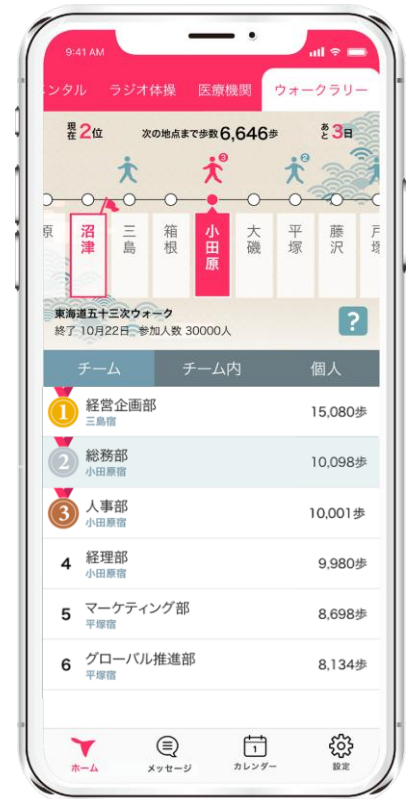 9:41 AM
ンタル ラジオ体操 医療機関 ウォークラリー
現在2位 次の地点まで歩数6,646歩 あと3日
3 2
原 沼津 三島 箱根 小田原 大磯 平塚 藤沢 戸塚
東海道五十三次ウォーク
終了 10月22日 参加人数 30000人
?
チーム チーム内 個人
1 経営企画部 15,080歩
三島宿
2 総務部 10,098歩
小田原宿
3 人事部 10,001歩
小田原宿
4 経理部 9,980歩
小田原宿
5 マーケティング部 8,698歩
平塚宿
6 グローバル推進部 8,134歩
平塚宿
1
ホーム メッセージ カレンダー 設定